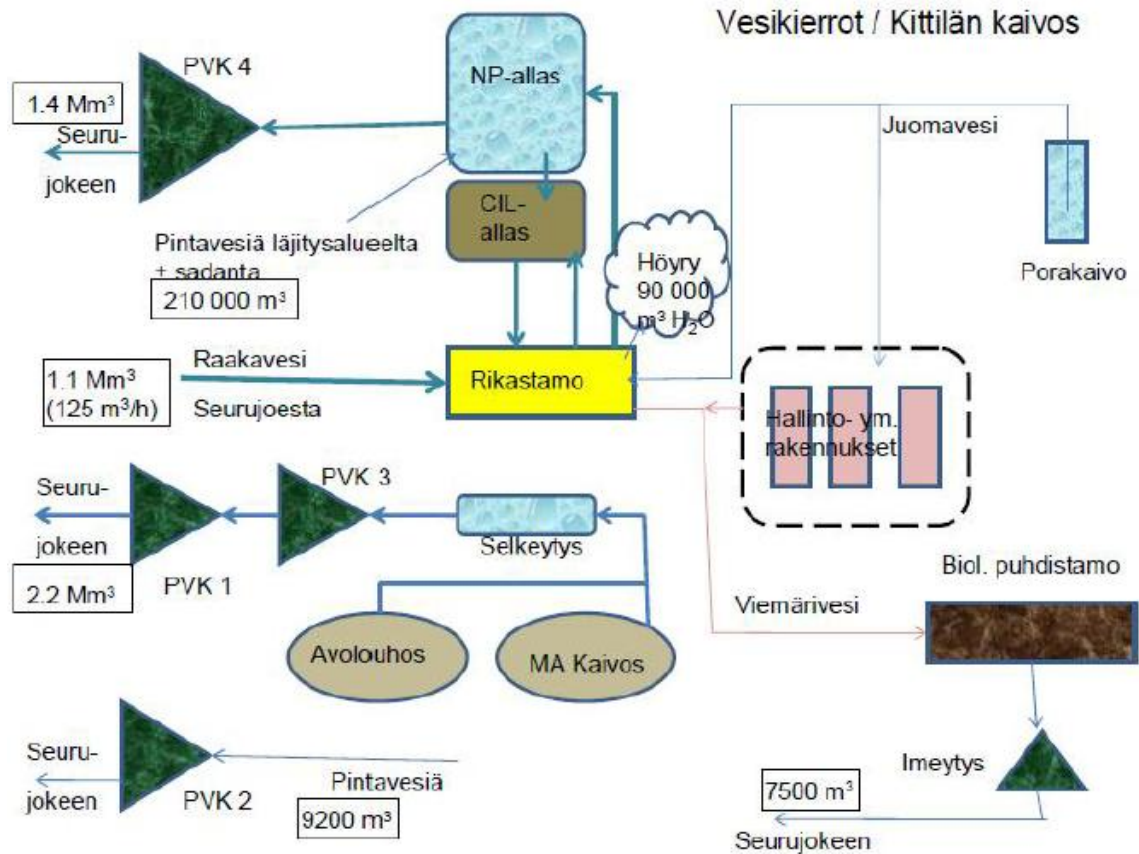 Vesikierrot / Kittilän kaivos
PVK 4
1.4 Mm³
Seuru-
jokeen
NP-allas
Juomavesi
CIL-
allas
Pintavesiä läjitysalueelta
+ sadanta
210 000 m³
Höyry
90 000
m³ H₂O
Porakaivo
Raakavesi
1.1 Mm³
(125 m³/h)
Seurujoesta
Rikastamo
Hallinto- ym.
rakennukset
PVK 3
Seuru-
jokeen
2.2 Mm³
PVK 1
Selkeytys
Biol. puhdistamo
Viemärivesi
Avolouhos
MA Kaivos
Seuru-
jokeen
PVK 2
Pintavesiä
9200 m³
Imeytys
7500 m³
Seurujokeen